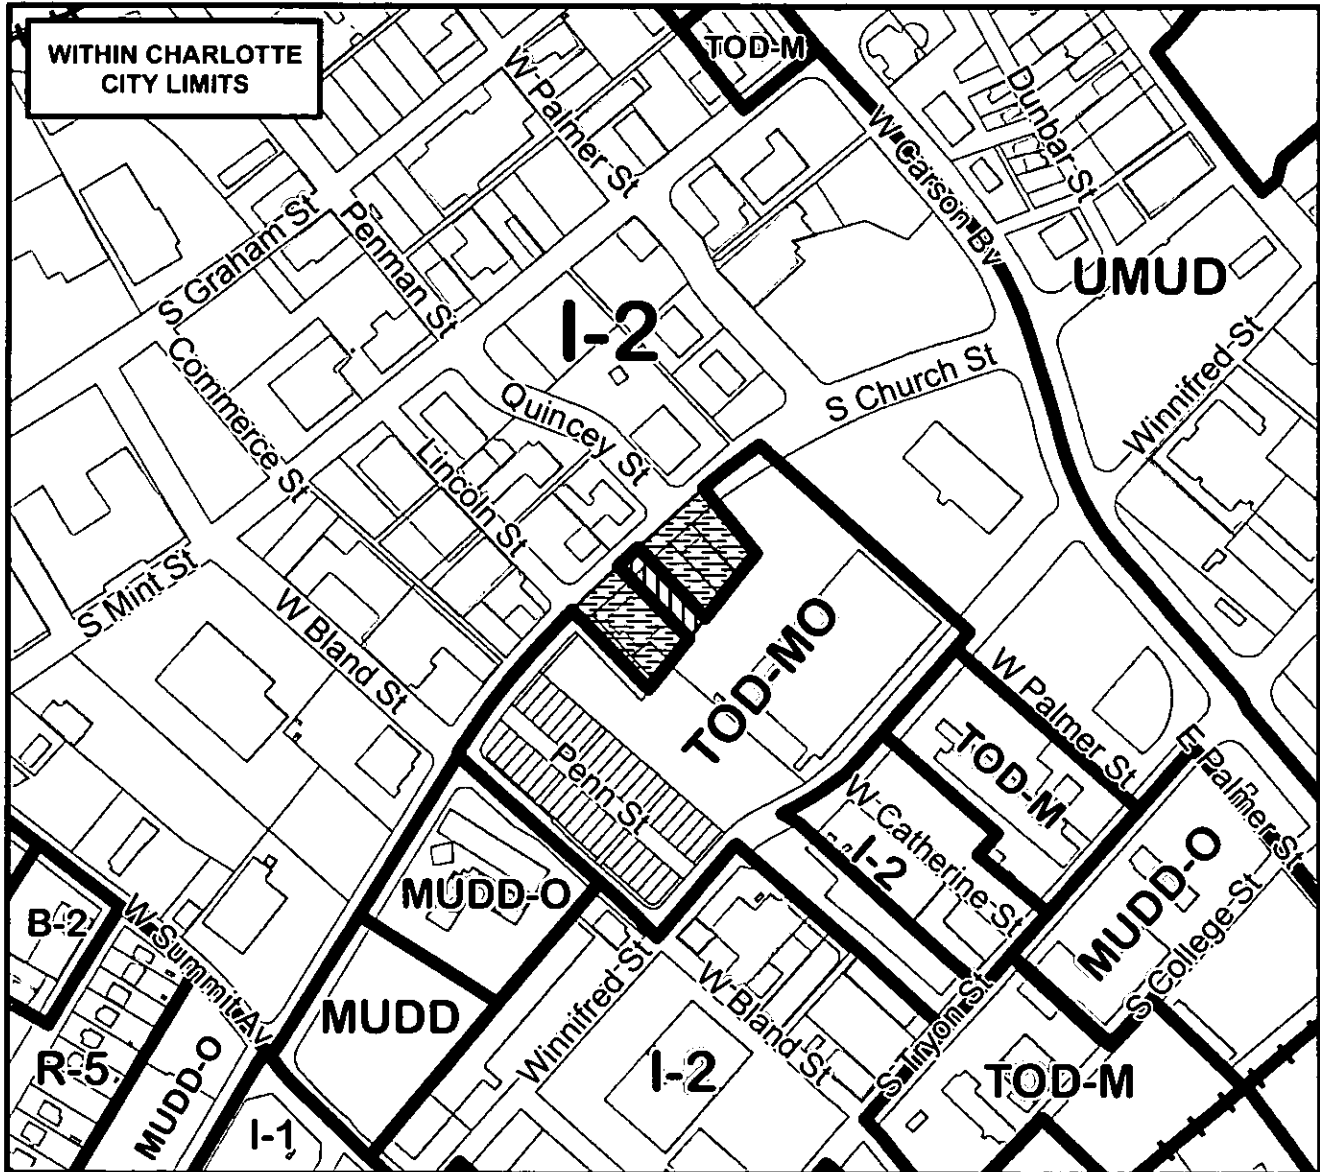 WITHIN CHARLOTTE
CITY LIMITS
TOD-M
W Palmer St
Dunbar St
W Carson Bv
UMUD
S Graham St
Penman St
I-2
Winnifred St
Commerce St
S Church St
Quincey St
Lincoln St
S Mint St
W Bland St
TOD-MO
W Palmer St
E Palmer St
TOD-M
Penn St
W Catherine St
I-2
MUDD-O
MUDD-O
S College St
B-2
W Summit Av
MUDD
Winnifred St
W Bland St
S Tryon St
R-5
MUDD-O
I-2
TOD-M
I-1